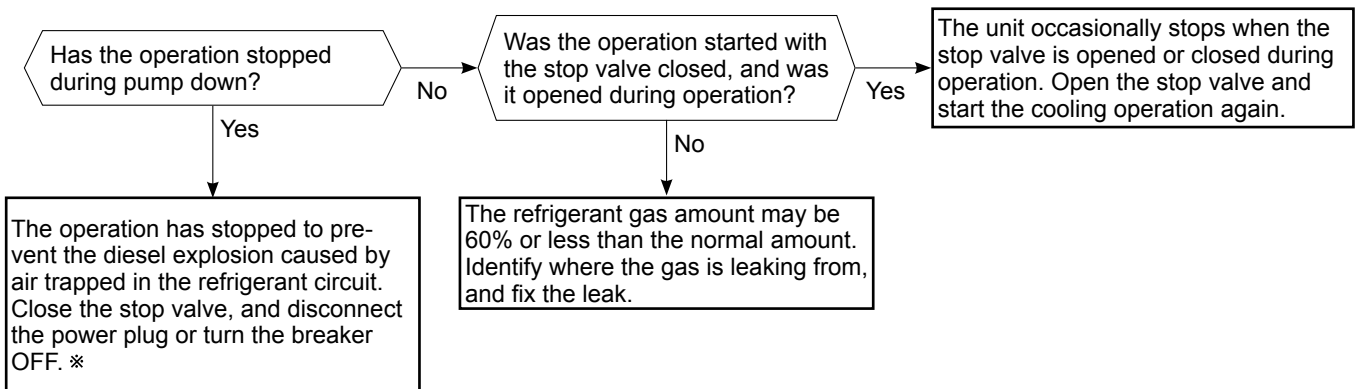 Has the operation stopped
during pump down?
No
Yes
Was the operation started with
the stop valve closed, and was
it opened during operation?
Yes
No
The unit occasionally stops when the
stop valve is opened or closed during
operation. Open the stop valve and
start the cooling operation again.
The operation has stopped to pre-
vent the diesel explosion caused by
air trapped in the refrigerant circuit.
Close the stop valve, and disconnect
the power plug or turn the breaker
OFF. ※
The refrigerant gas amount may be
60% or less than the normal amount.
Identify where the gas is leaking from,
and fix the leak.